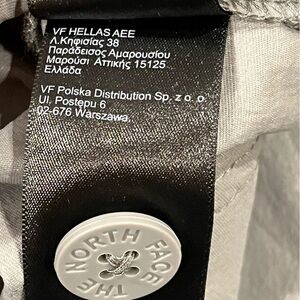 VF HELLAS AEE
Λ.Κηφισίας 38
Παράδεισος Αμαρουσίου
Μαρούσι Αττικής 15125
Ελλάδα
VF Polska Distribution Sp. z o. o.
Ul. Postepu 6
02-676 Warszawa,
THE NORTH FACE